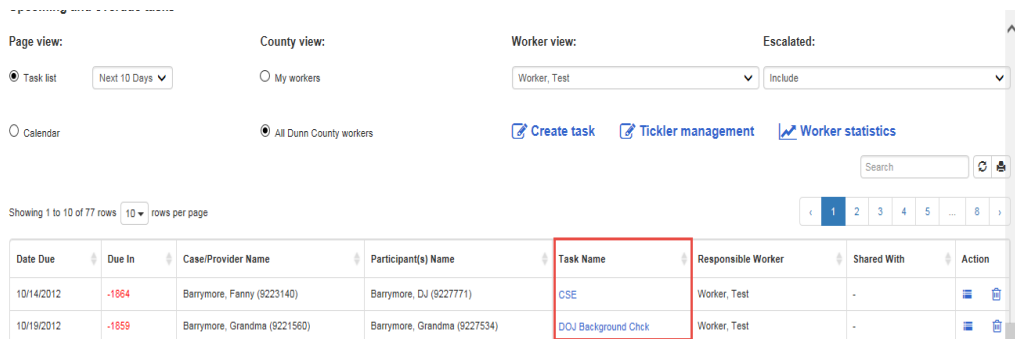 Upcoming and overdue tasks
Page view: County view: Worker view: Escalated:
Task list Next 10 Days My workers Worker, Test Include
Calendar All Dunn County workers Create task Tickler management Worker statistics
Search
Showing 1 to 10 of 77 rows 10 rows per page ‹ 1 2 3 4 5 ... 8 ›
Date Due Due In Case/Provider Name Participant(s) Name Task Name Responsible Worker Shared With Action
10/14/2012 -1864 Barrymore, Fanny (9223140) Barrymore, DJ (9227771) CSE Worker, Test -
10/19/2012 -1859 Barrymore, Grandma (9221560) Barrymore, Grandma (9227534) DOJ Background Chck Worker, Test -